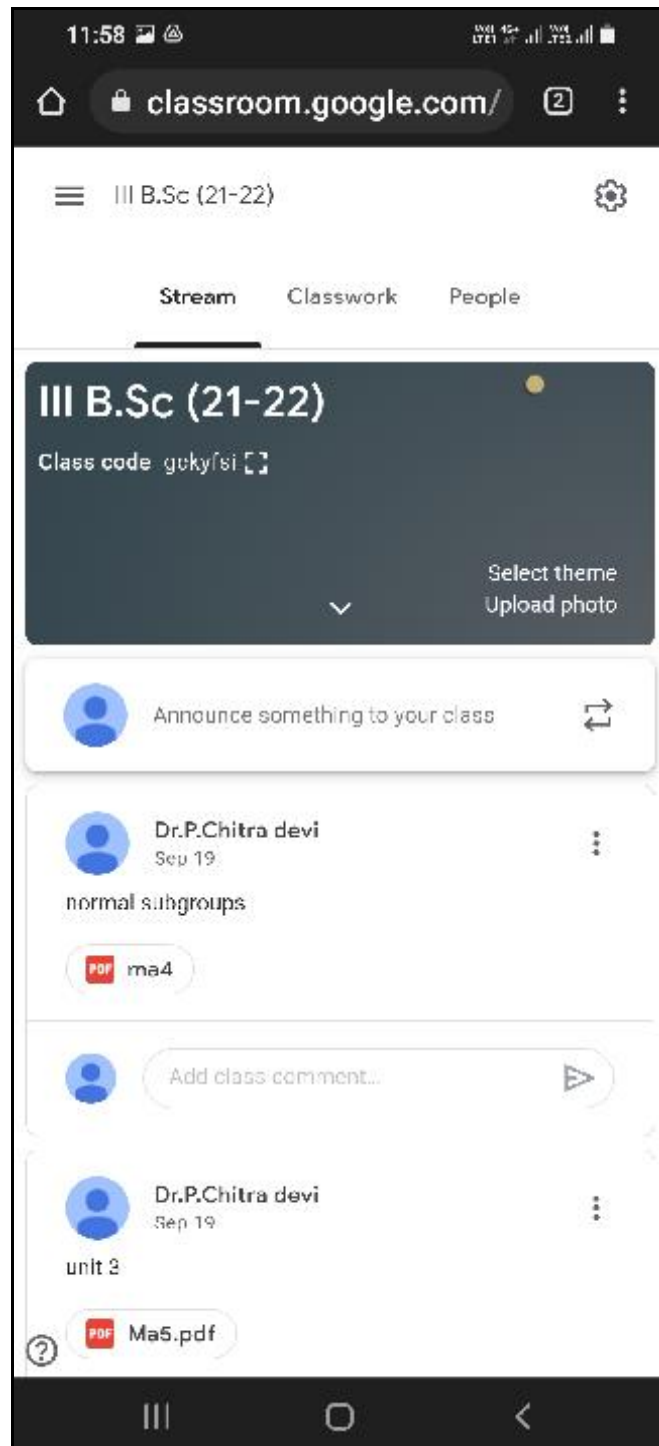 11:58
classroom.google.com/ 2
III B.Sc (21-22)
Stream Classwork People
III B.Sc (21-22)
Class code
Select theme
Upload photo
Announce something to your class
Dr.P.Chitra devi
Sep 19
normal subgroups
PDF ma4
Add class comment...
Dr.P.Chitra devi
Sep 19
unit 3
PDF Ma5.pdf